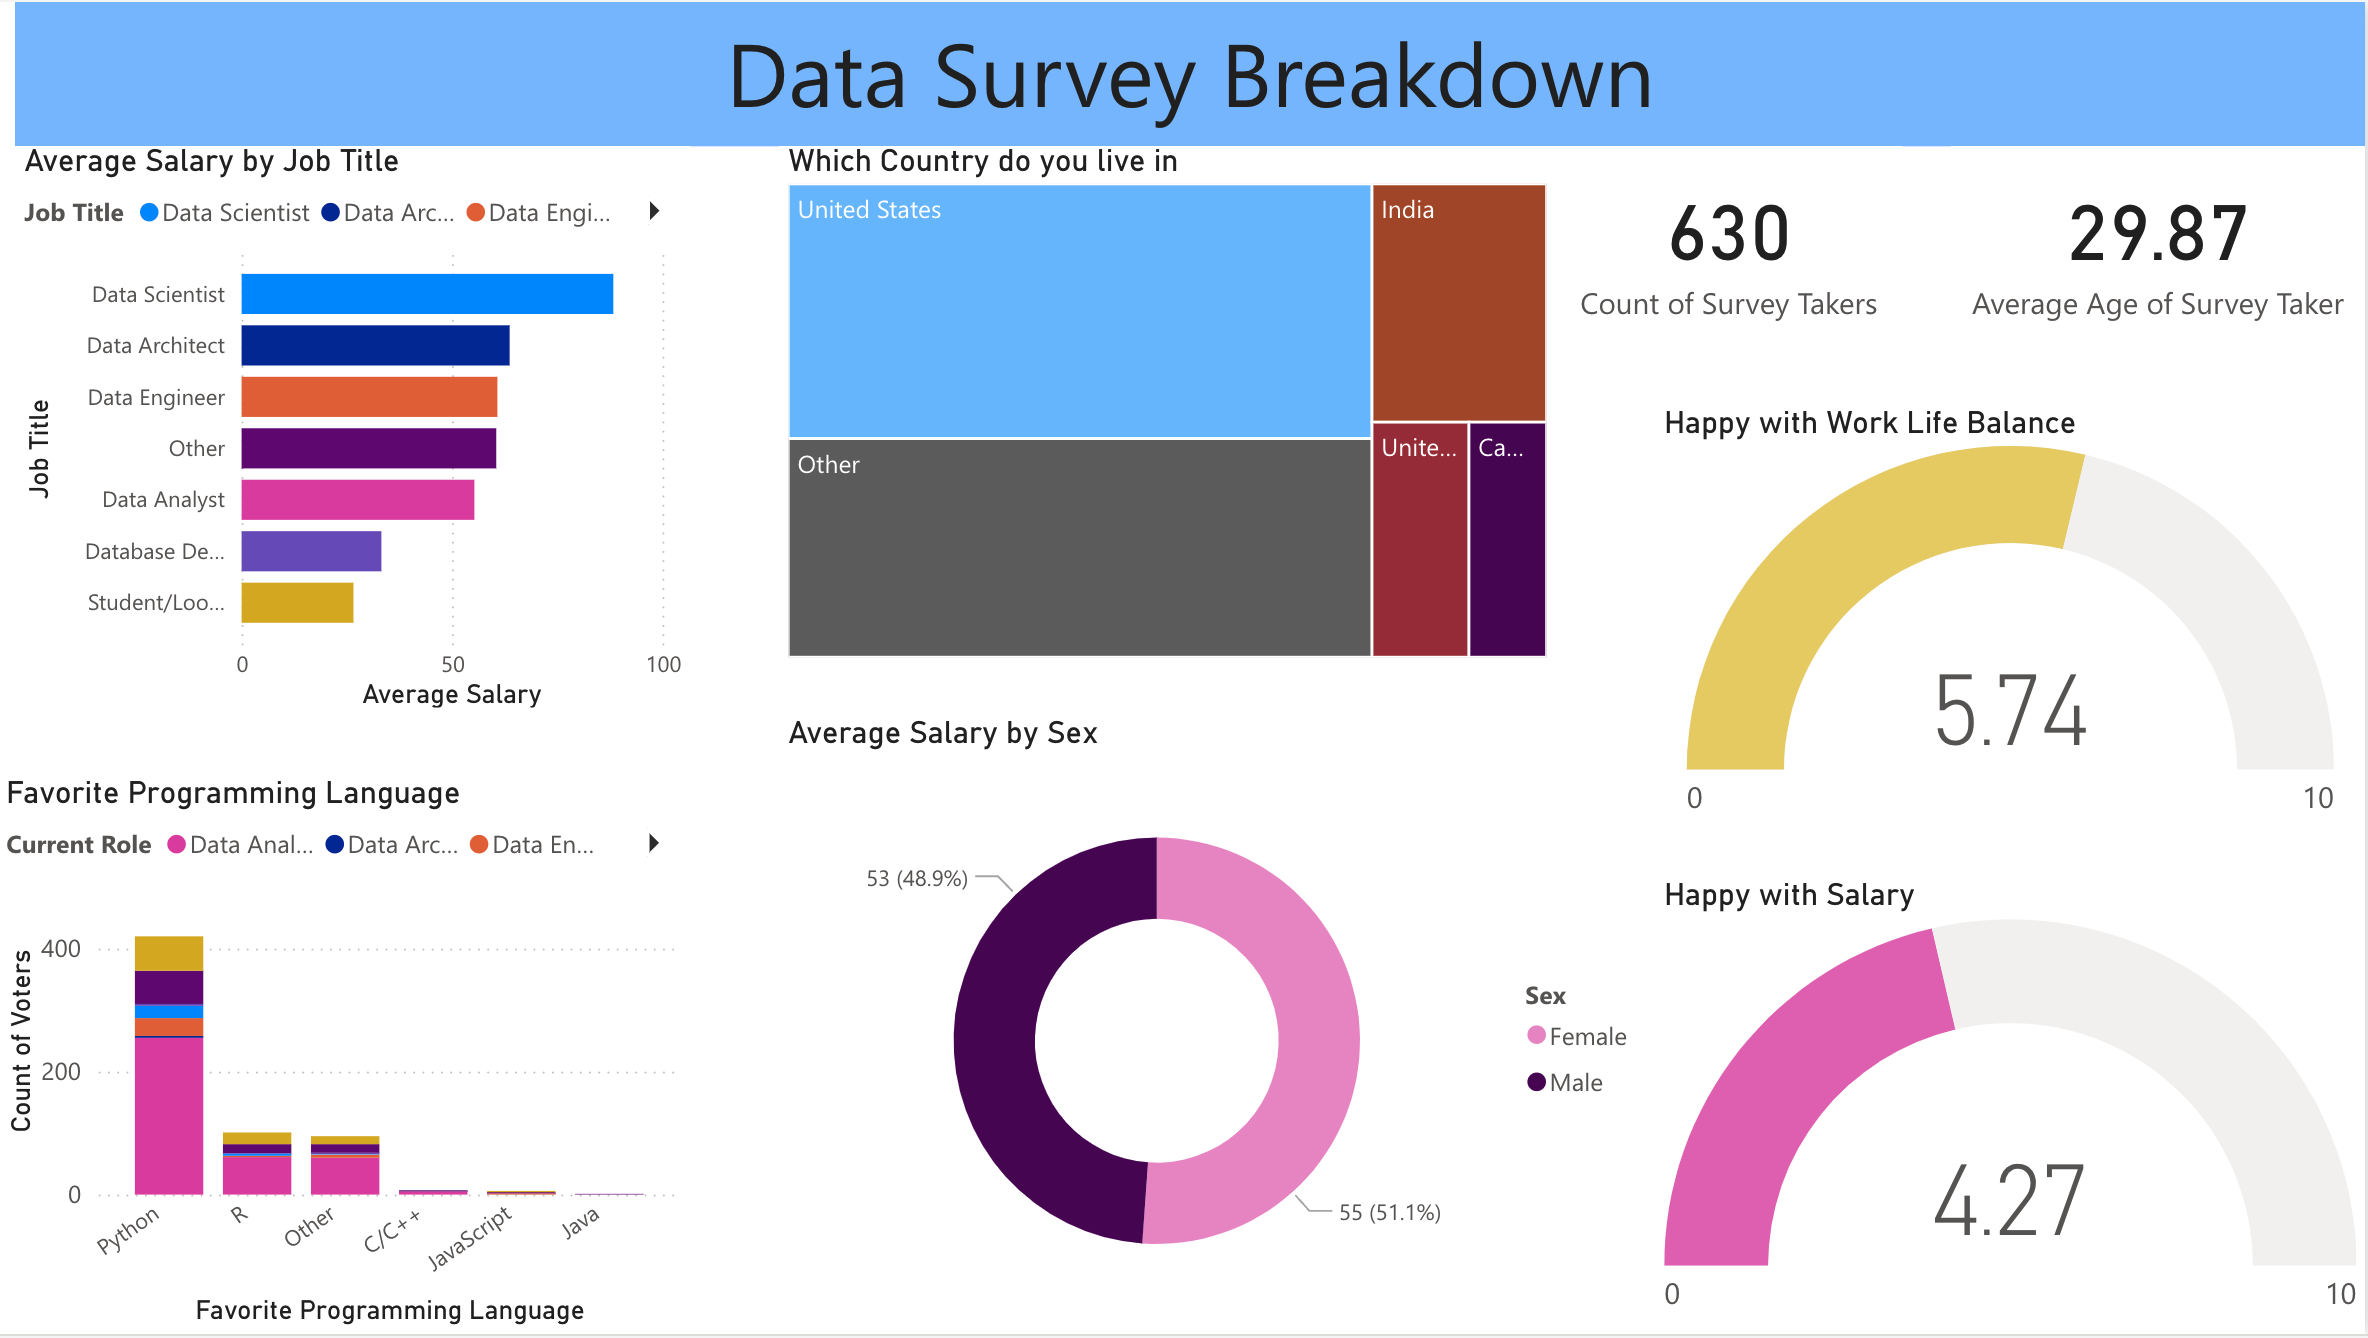 Data Survey Breakdown
Average Salary by Job Title
Job Title Data Scientist Data Arc... Data Engi...
Job Title
Data Scientist
Data Architect
Data Engineer
Other
Data Analyst
Database De...
Student/Loo...
0 50 100
Average Salary
Which Country do you live in
United States
India
Other
Unite...
Ca...
630
Count of Survey Takers
29.87
Average Age of Survey Taker
Happy with Work Life Balance
5.74
0 10
Favorite Programming Language
Current Role Data Anal... Data Arc... Data En...
Count of Voters
400
200
0
Python R Other C/C++ JavaScript Java
Favorite Programming Language
Average Salary by Sex
53 (48.9%)
55 (51.1%)
Sex
Female
Male
Happy with Salary
4.27
0 10